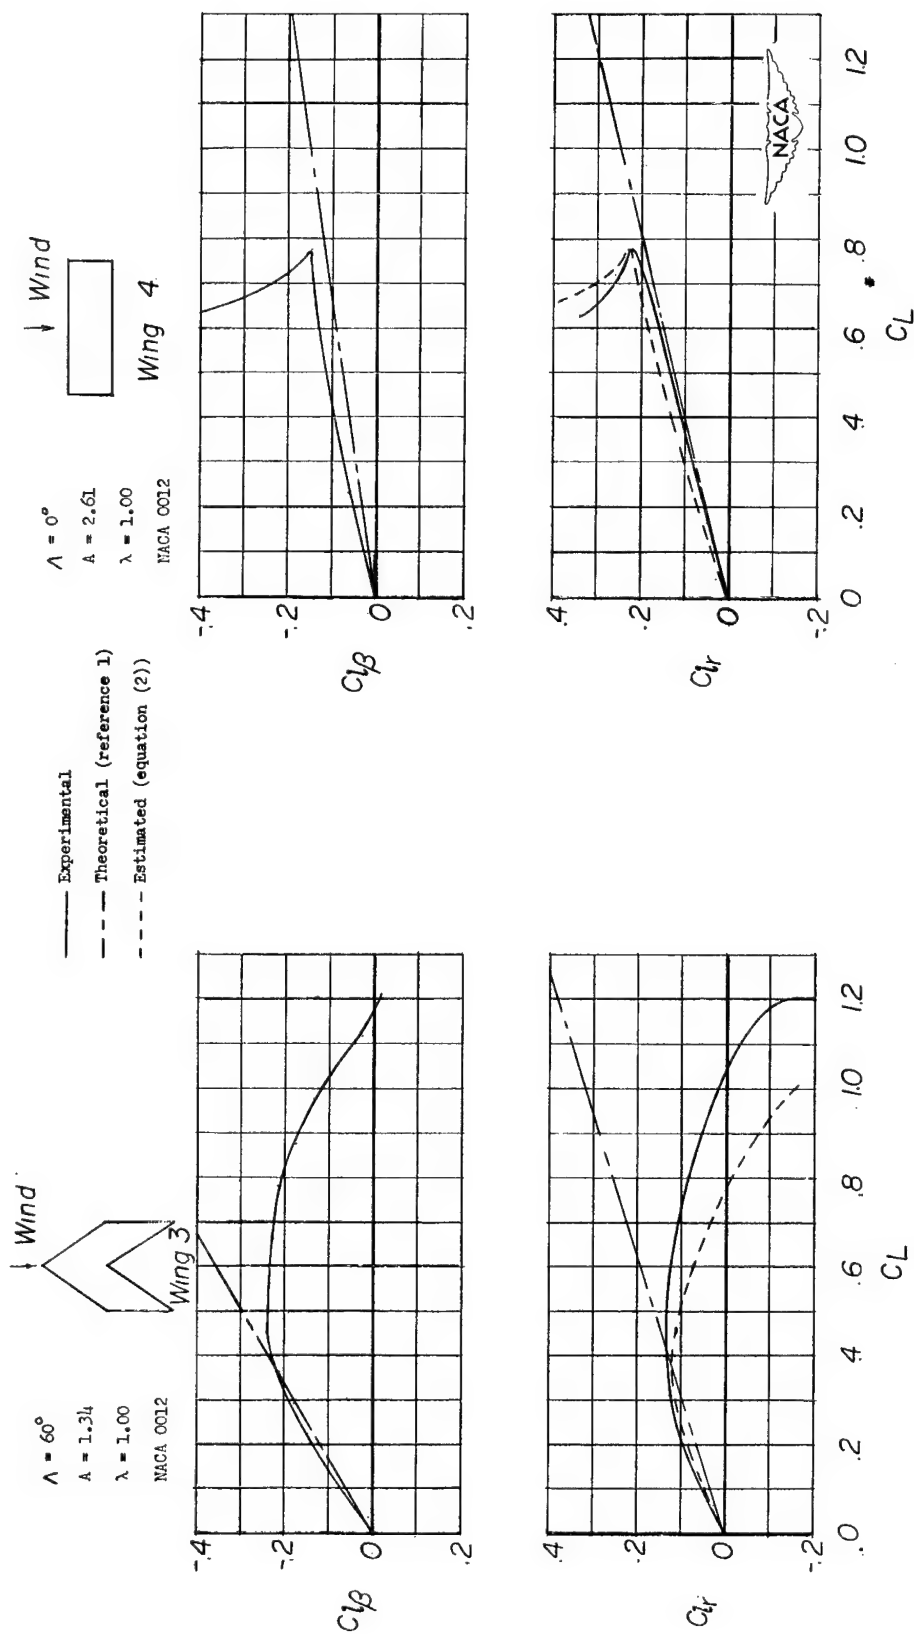 Wind
Wing 3
Λ = 60°
A = 1.34
λ = 1.00
NACA 0012
Experimental
Theoretical (reference 1)
Estimated (equation (2))
Wind
Wing 4
Λ = 0°
A = 2.61
λ = 1.00
NACA 0012
-.4
-.2
0
.2
Clβ
-.4
-.2
0
.2
Clβ
.4
.2
0
-.2
Clr
.0 .2 .4 .6 .8 1.0 1.2
CL
.4
.2
0
-.2
Clr
0 .2 .4 .6 .8 1.0 1.2
CL
NACA